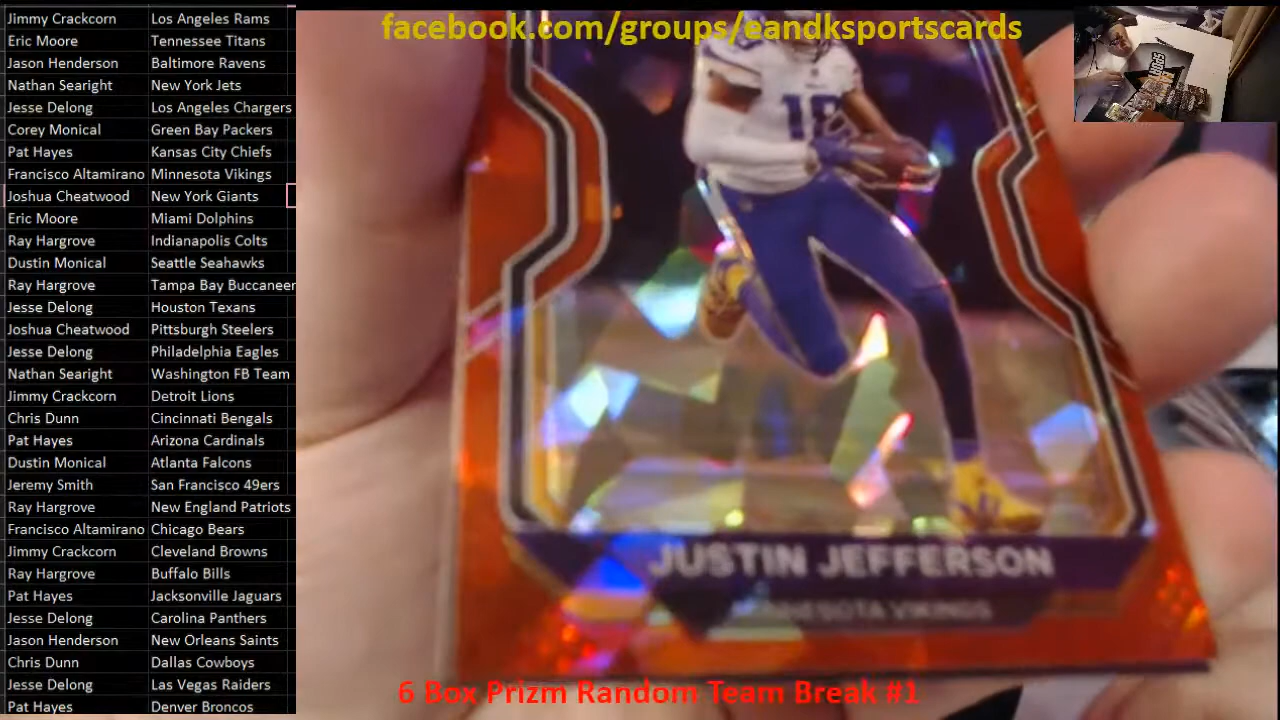 Jimmy Crackcorn Los Angeles Rams
Eric Moore Tennessee Titans
Jason Henderson Baltimore Ravens
Nathan Searight New York Jets
Jesse Delong Los Angeles Chargers
Corey Monical Green Bay Packers
Pat Hayes Kansas City Chiefs
Francisco Altamirano Minnesota Vikings
Joshua Cheatwood New York Giants
Eric Moore Miami Dolphins
Ray Hargrove Indianapolis Colts
Dustin Monical Seattle Seahawks
Ray Hargrove Tampa Bay Buccaneer
Jesse Delong Houston Texans
Joshua Cheatwood Pittsburgh Steelers
Jesse Delong Philadelphia Eagles
Nathan Searight Washington FB Team
Jimmy Crackcorn Detroit Lions
Chris Dunn Cincinnati Bengals
Pat Hayes Arizona Cardinals
Dustin Monical Atlanta Falcons
Jeremy Smith San Francisco 49ers
Ray Hargrove New England Patriots
Francisco Altamirano Chicago Bears
Jimmy Crackcorn Cleveland Browns
Ray Hargrove Buffalo Bills
Pat Hayes Jacksonville Jaguars
Jesse Delong Carolina Panthers
Jason Henderson New Orleans Saints
Chris Dunn Dallas Cowboys
Jesse Delong Las Vegas Raiders
Pat Hayes Denver Broncos
facebook.com/groups/eandksportscards
18
JUSTIN JEFFERSON
MINNESOTA VIKINGS
6 Box Prizm Random Team Break #1